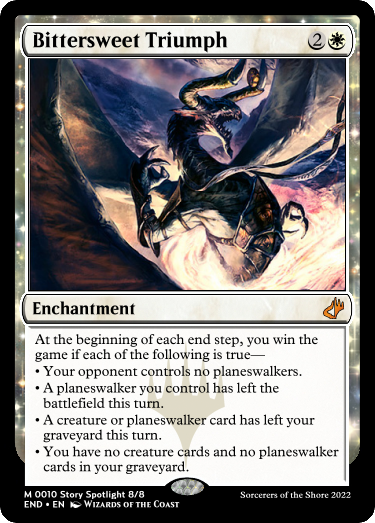 Bittersweet Triumph 2
Enchantment
At the beginning of each end step, you win the
game if each of the following is true—
• Your opponent controls no planeswalkers.
• A planeswalker you control has left the
battlefield this turn.
• A creature or planeswalker card has left your
graveyard this turn.
• You have no creature cards and no planeswalker
cards in your graveyard.
M 0010 Story Spotlight 8/8
END • EN Wizards of the Coast
Sorcerers of the Shore 2022